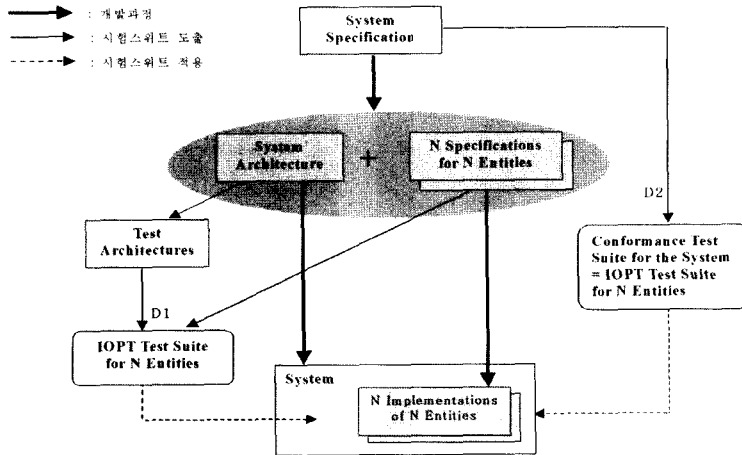 : 개발과정
: 시험스위트 도출
: 시험스위트 적용
System
Specification
System
Architecture
+
N Specifications
for N Entities
D2
Test
Architectures
Conformance Test
Suite for the System
= IOPT Test Suite
for N Entities
D1
IOPT Test Suite
for N Entities
System
N Implementations
of N Entities